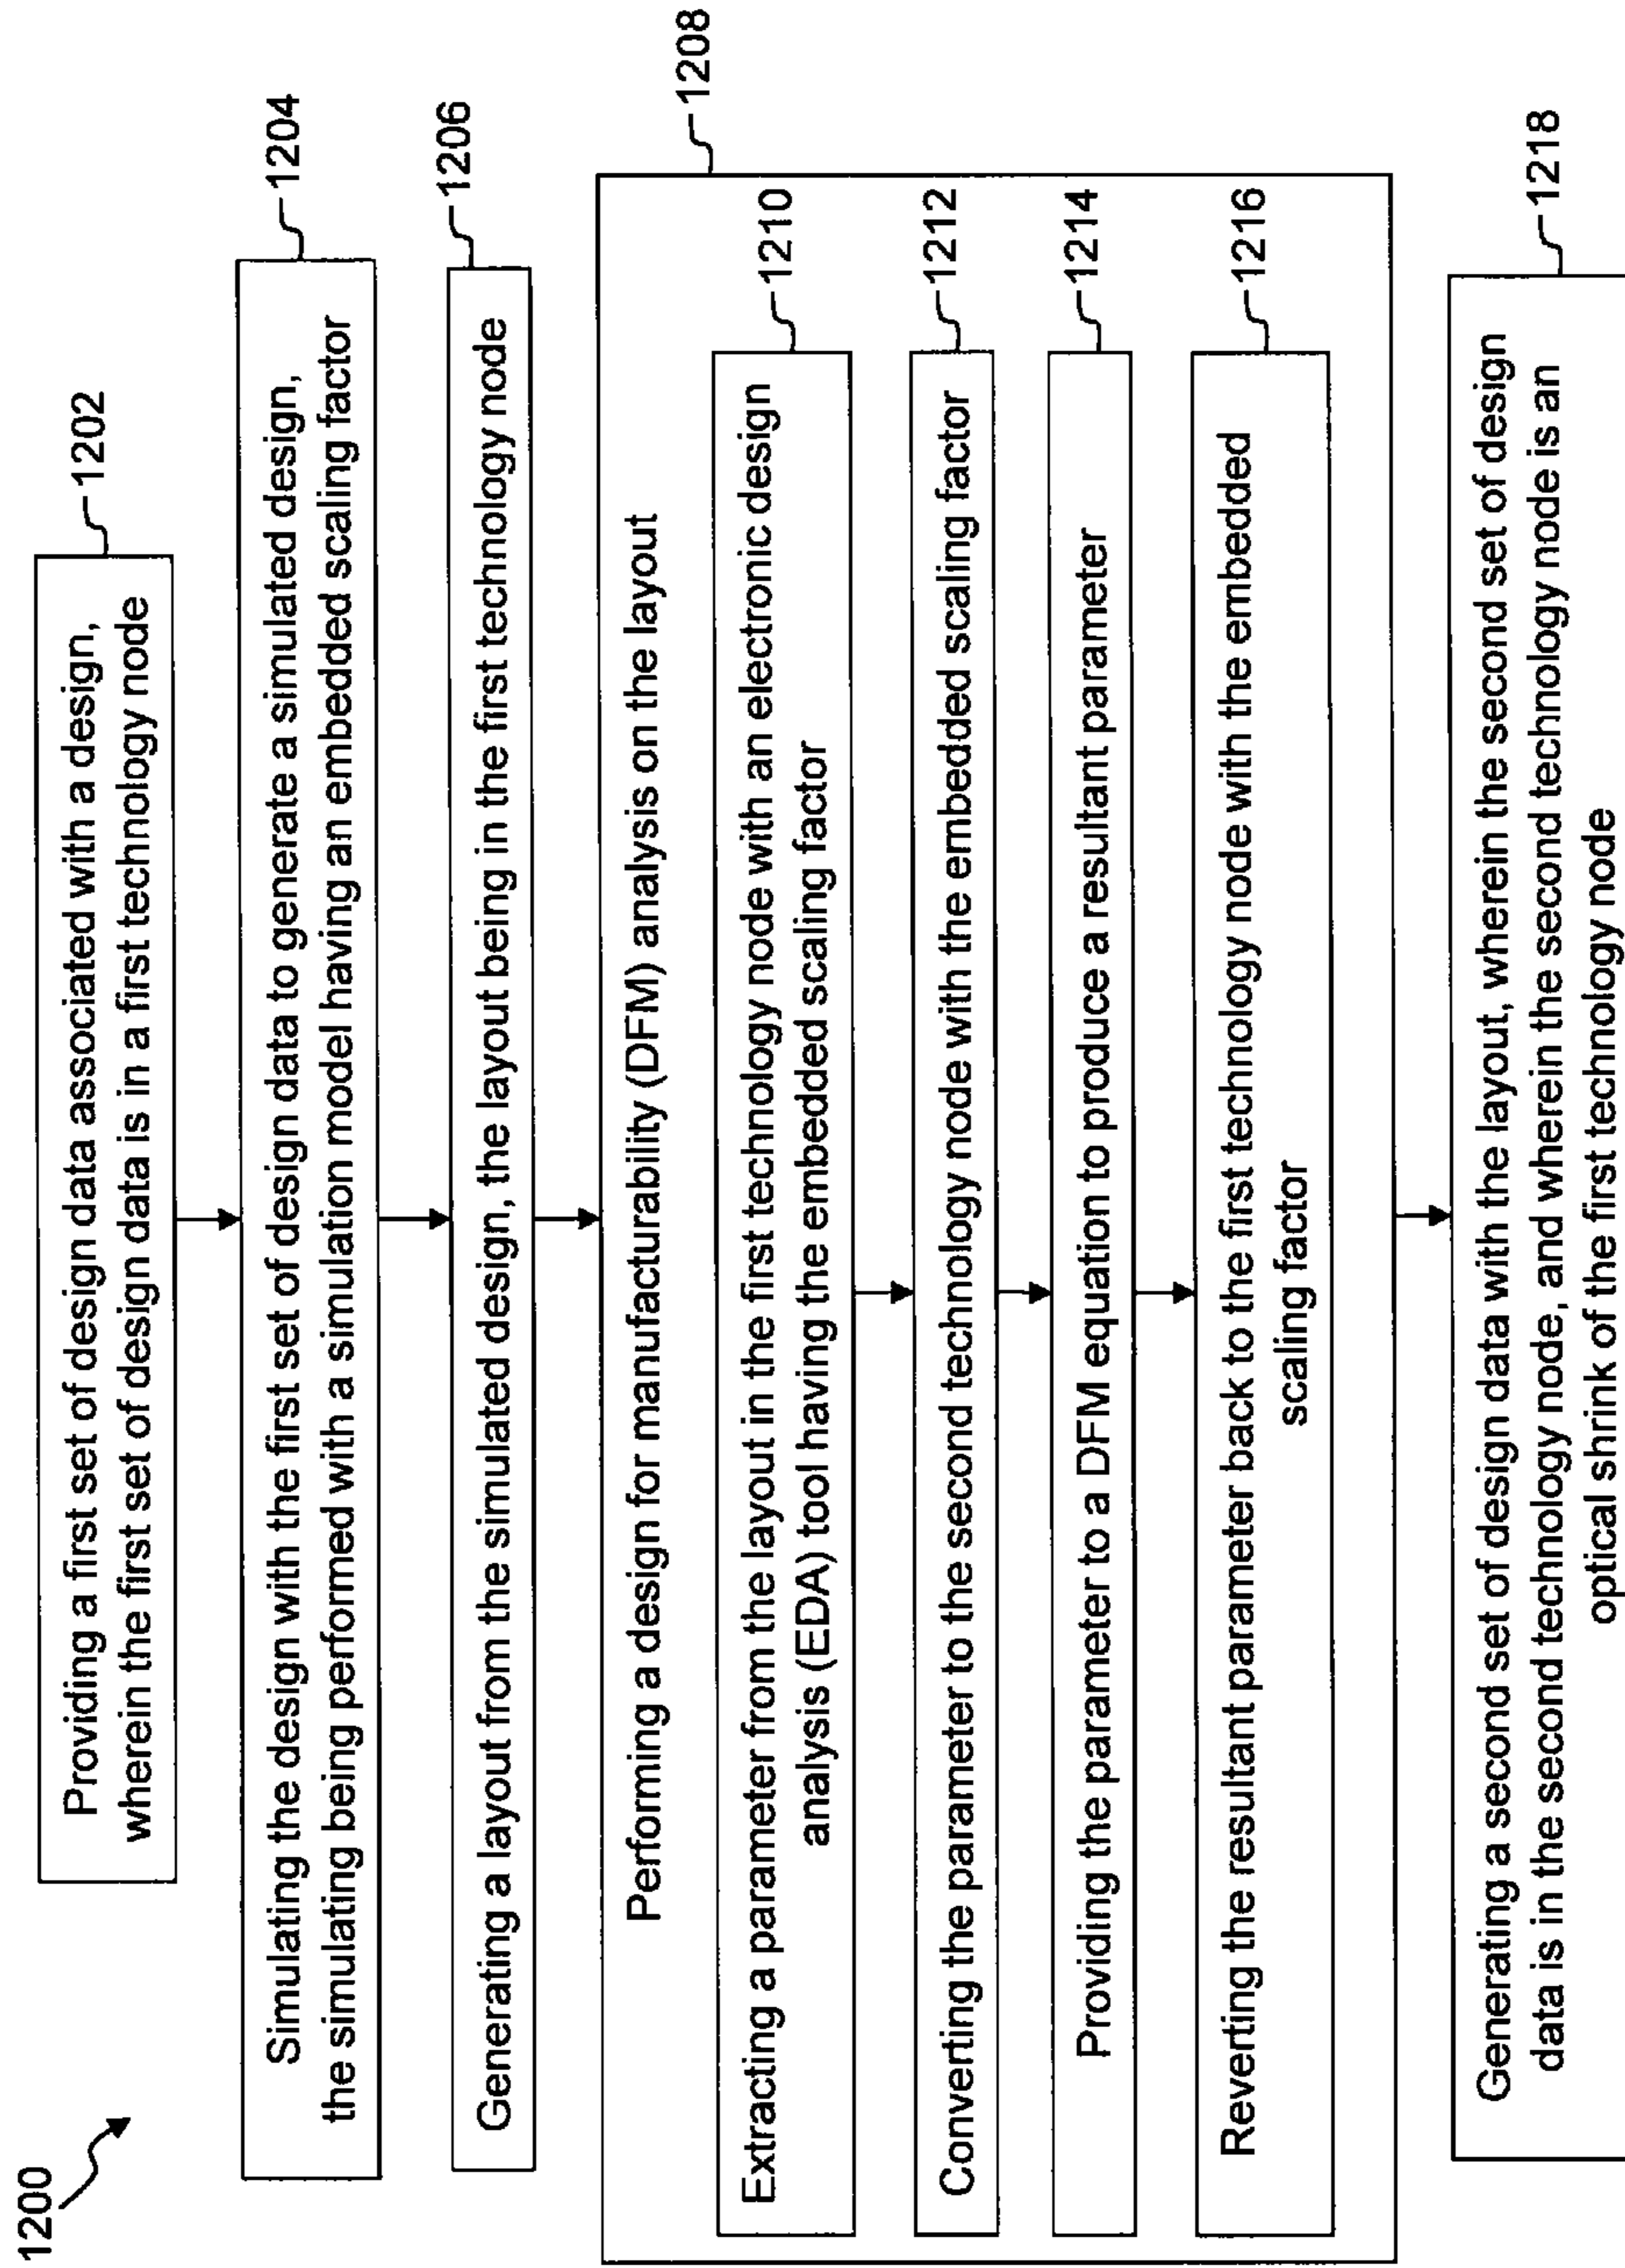 1200
Providing a first set of design data associated with a design,
wherein the first set of design data is in a first technology node
1202
Simulating the design with the first set of design data to generate a simulated design,
the simulating being performed with a simulation model having an embedded scaling factor
1204
Generating a layout from the simulated design, the layout being in the first technology node
1206
Performing a design for manufacturability (DFM) analysis on the layout
1208
Extracting a parameter from the layout in the first technology node with an electronic design
analysis (EDA) tool having the embedded scaling factor
1210
Converting the parameter to the second technology node with the embedded scaling factor
1212
Providing the parameter to a DFM equation to produce a resultant parameter
1214
Reverting the resultant parameter back to the first technology node with the embedded
scaling factor
1216
Generating a second set of design data with the layout, wherein the second set of design
data is in the second technology node, and wherein the second technology node is an
optical shrink of the first technology node
1218